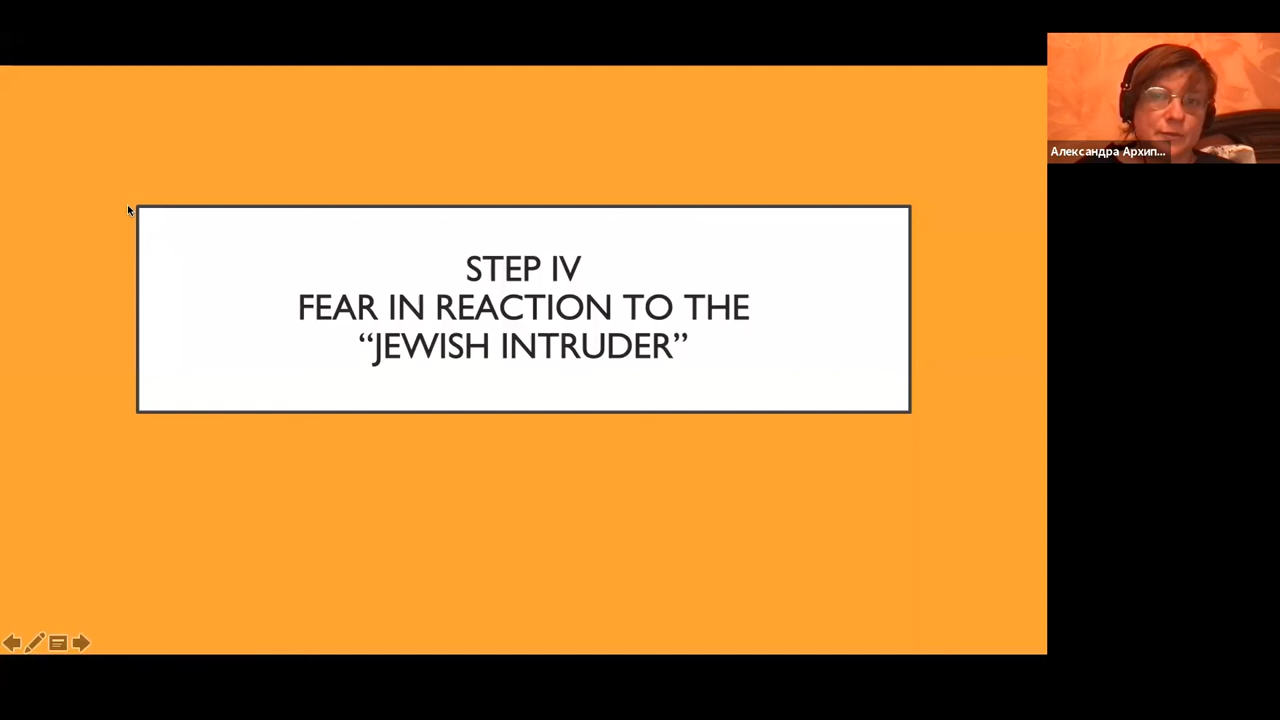 STEP IV
FEAR IN REACTION TO THE
“JEWISH INTRUDER”
Александра Архип...